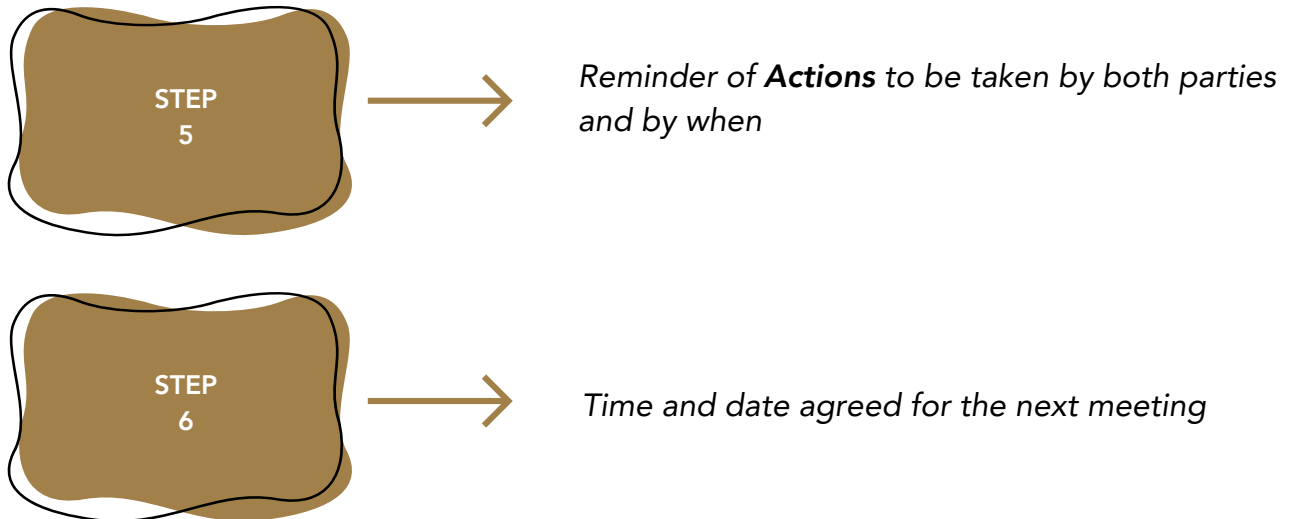 STEP
5
Reminder of Actions to be taken by both parties
and by when
STEP
6
Time and date agreed for the next meeting